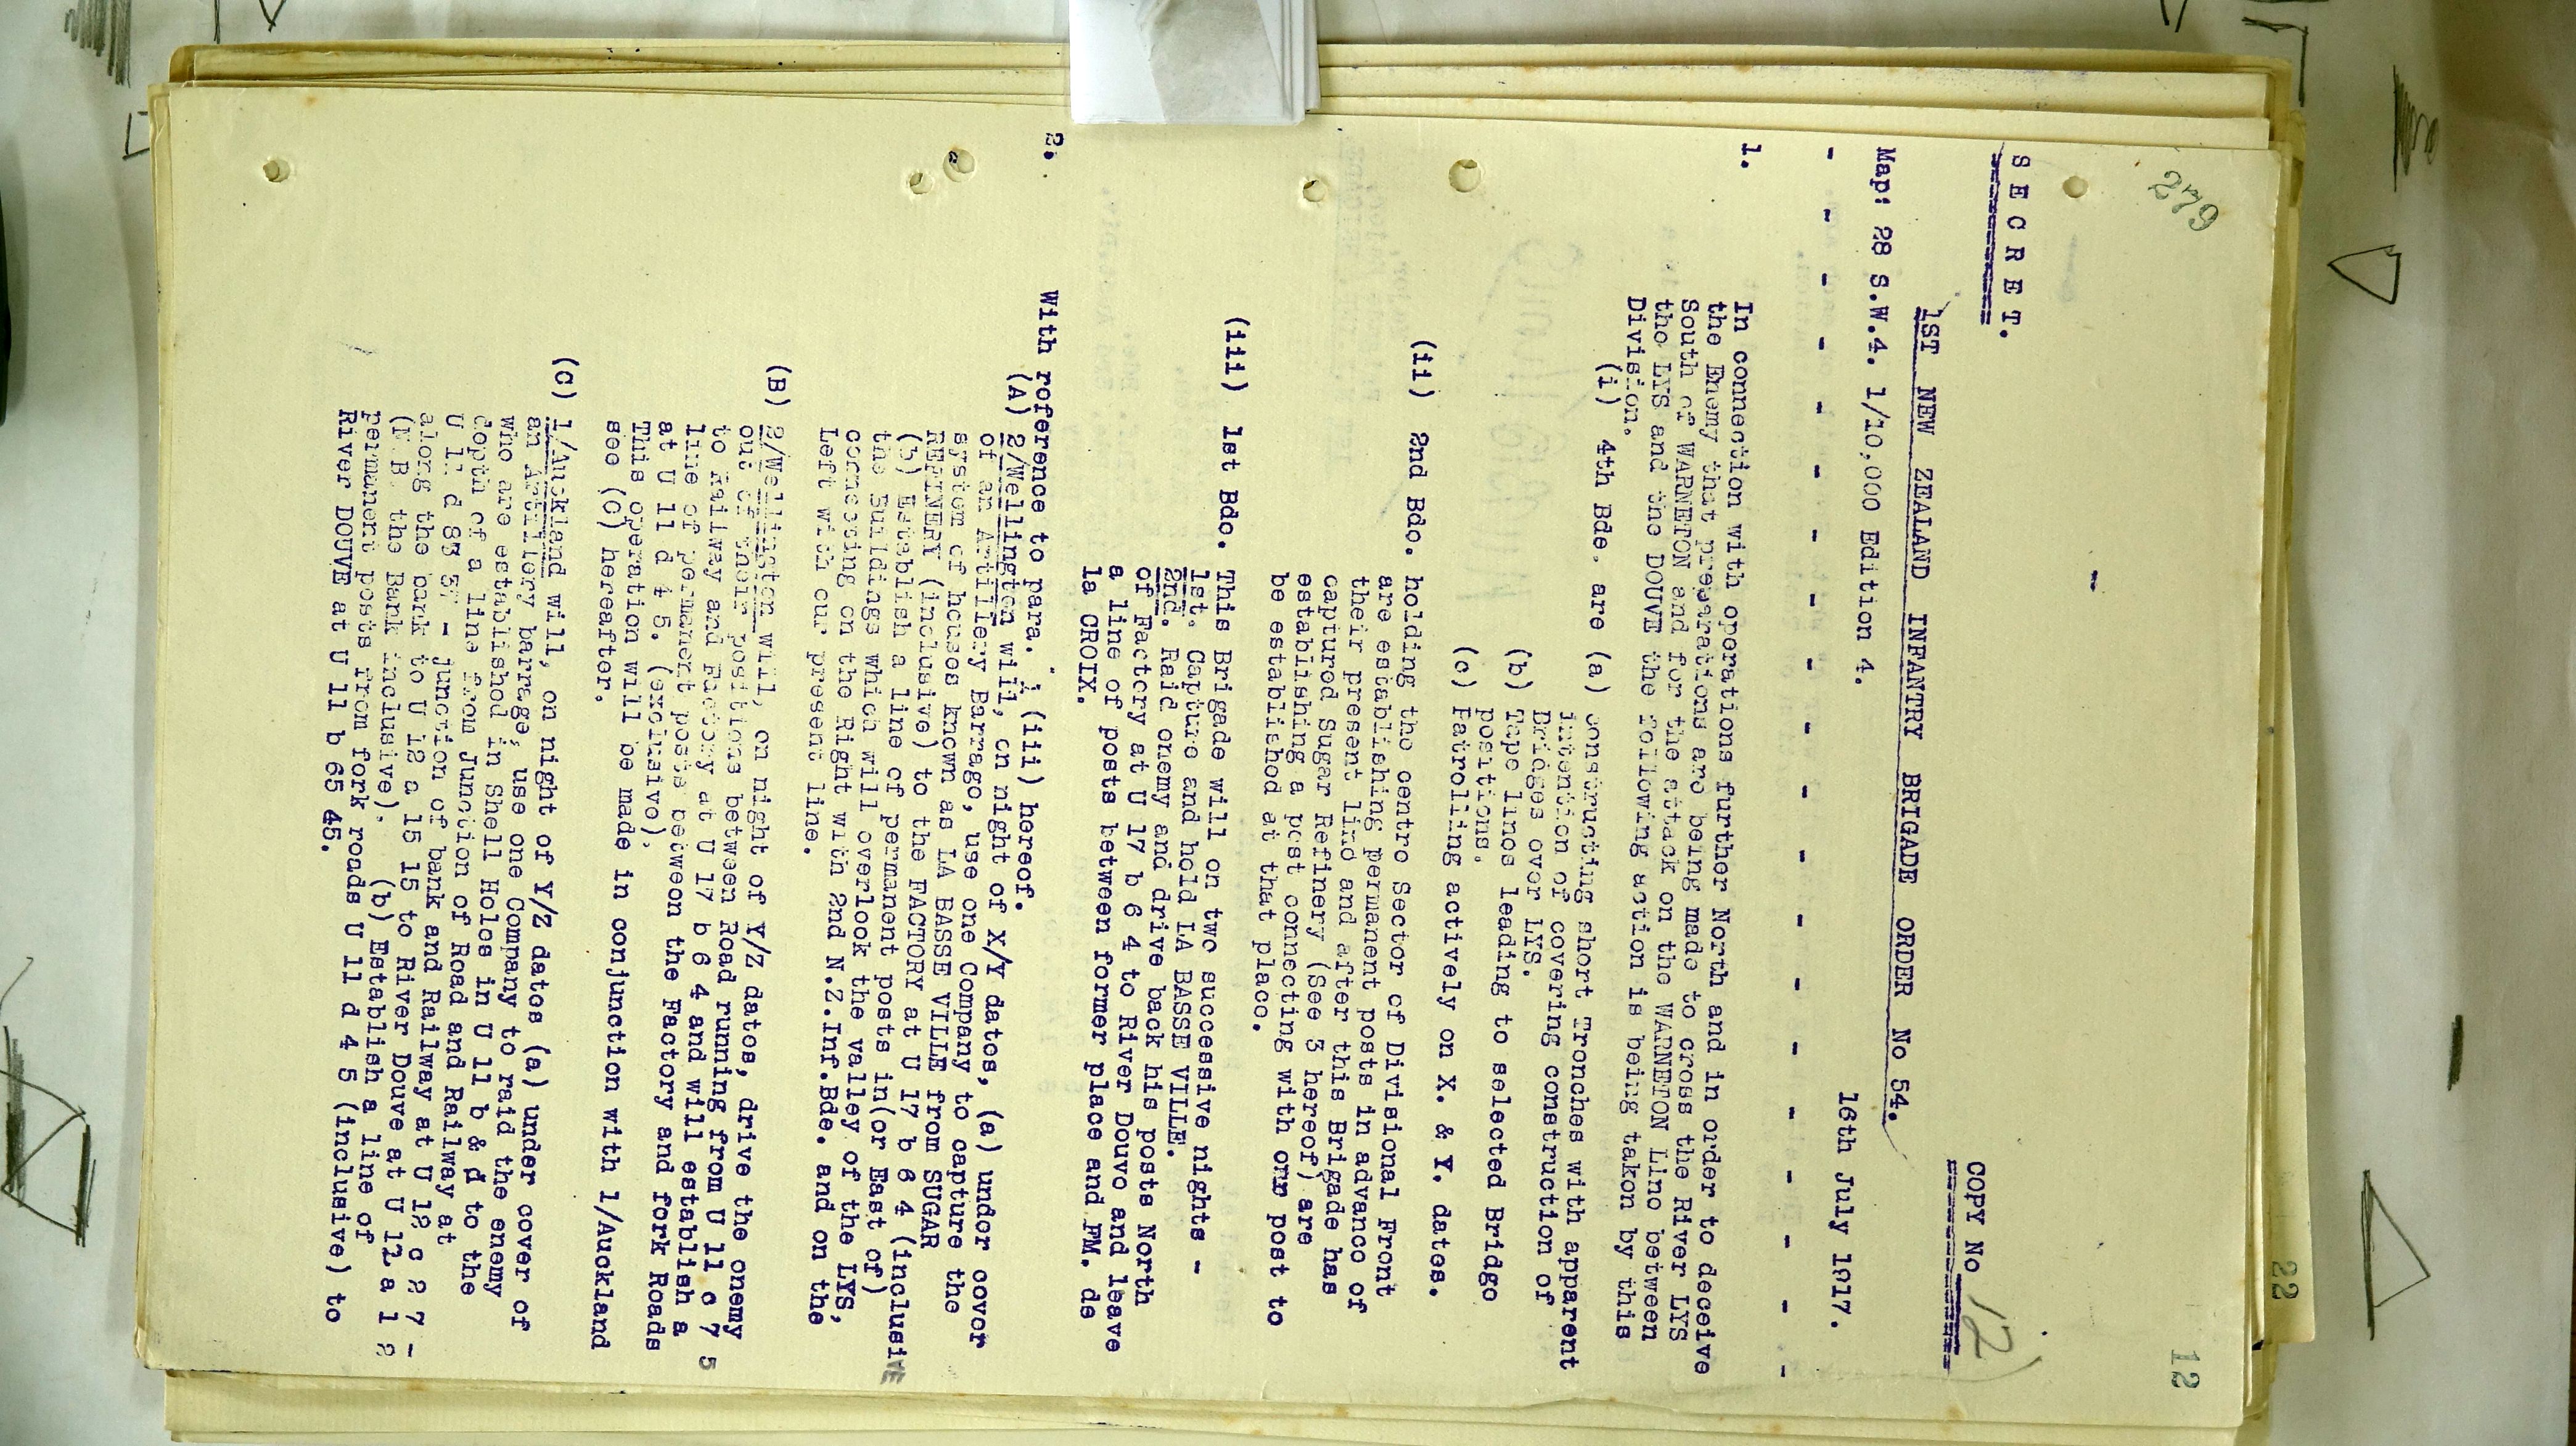 279
22
12
SECRET.
COPY No 12
1ST NEW ZEALAND INFANTRY BRIGADE ORDER No 54.
16th July 1917.
Map: 28 S.W.4. 1/10,000 Edition 4.
- - - - - - - - - - - - - - - - - - - -
1. In connection with operations further North and in order to deceive
the Enemy that preparations are being made to cross the River LYS
South of WARNETON and for the attack on the WARNETON Line between
the LYS and the DOUVE the following action is being taken by this
Division.
(i) 4th Bde. are (a) constructing short Tronches with apparent
intention of covering construction of
Bridges over LYS.
(b) Tape lines leading to selected Bridge
positions.
(c) Patrolling actively on X. & Y. dates.
(ii) 2nd Bde. holding the centre Sector of Divisional Front
are establishing permanent posts in advance of
their present line and after this Brigade has
captured Sugar Refinery (See 3 hereof) are
establishing a post connecting with our post to
be established at that place.
(iii) 1st Bde. This Brigade will on two successive nights -
1st. Capture and hold LA BASSE VILLE.
2nd. Raid enemy and drive back his posts North
of Factory at U 17 b 6 4 to River Douve and leave
a line of posts between former place and FM. de
la CROIX.
2. With reference to para. 1 (iii) hereof.
(A) 2/Wellington will, on night of X/Y dates, (a) under cover
of an Artillery Barrage, use one Company to capture the
system of houses known as LA BASSE VILLE from SUGAR
REFINERY (inclusive) to the FACTORY at U 17 b 6 4 (inclusive
(b) Establish a line of permanent posts in(or East of)
the Buildings which will overlook the valley of the LYS,
connecting on the Right with 2nd N.Z.Inf.Bde. and on the
Left with our present line.
(B) 2/Wellington will, on night of Y/Z dates, drive the enemy
out of their positions between Road running from U 11 c 7 5
to Railway and Factory at U 17 b 6 4 and will establish a
line of permanent posts between the Factory and fork Roads
at U 11 d 4 5. (exclusive).
This operation will be made in conjunction with 1/Auckland
see (C) hereafter.
(C) 1/Auckland will, on night of Y/Z dates (a) under cover of
an Artillery barrage, use one Company to raid the enemy
who are established in Shell Holes in U 11 b & d to the
depth of a line from Junction of Road and Railway at
U 11 d 83 37 - junction of bank and Railway at U 12 c 2 7 -
along the bank to U 12 a 15 15 to River Douve at U 12 a 1 2
(N B the Bank inclusive). (b) Establish a line of
permanent posts from fork roads U 11 d 4 5 (inclusive) to
River DOUVE at U 11 b 65 45.